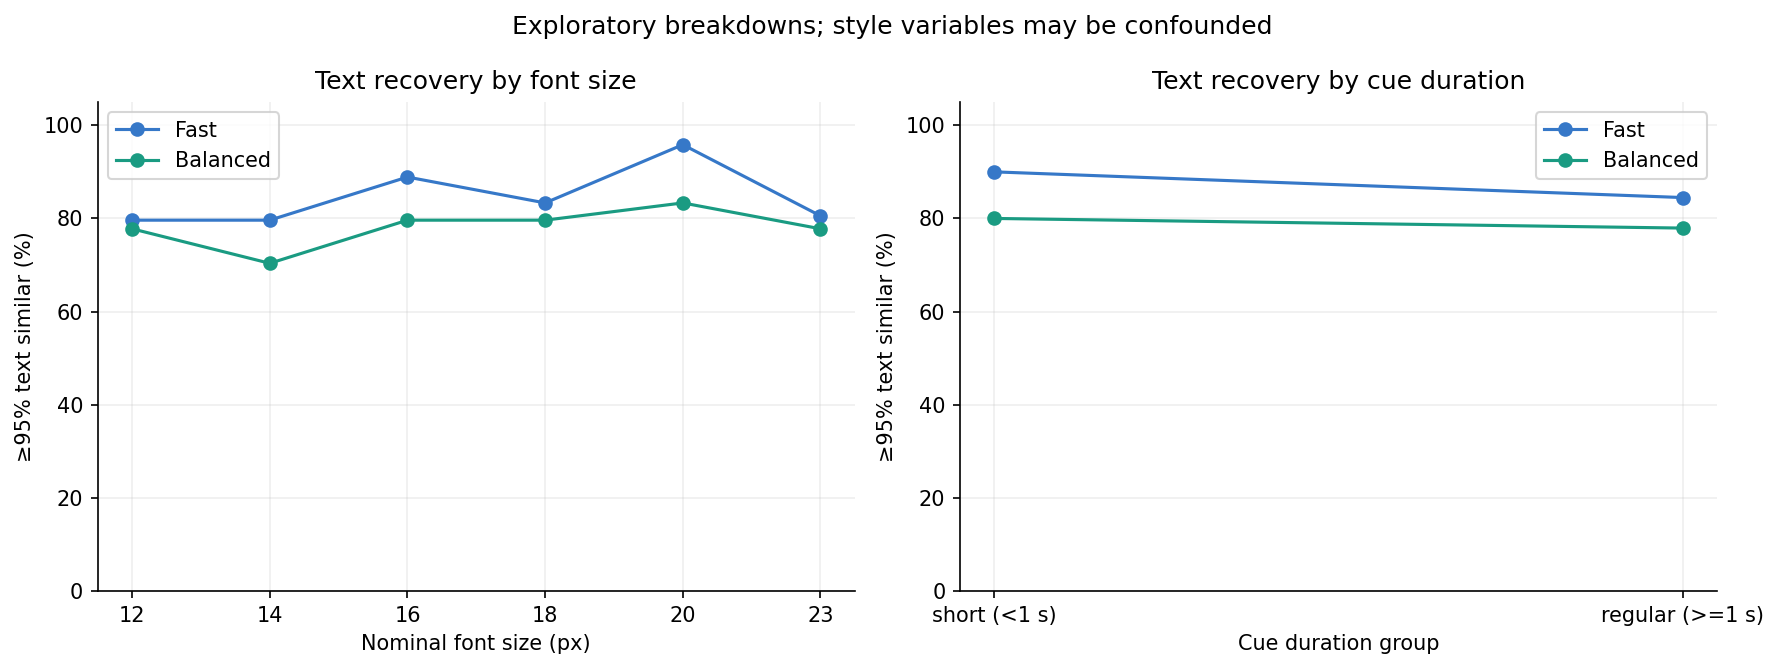 Exploratory breakdowns; style variables may be confounded
Text recovery by font size
≥95% text similar (%)
100
80
60
40
20
0
Fast
Balanced
12 14 16 18 20 23
Nominal font size (px)
Text recovery by cue duration
≥95% text similar (%)
100
80
60
40
20
0
Fast
Balanced
short (<1 s) regular (>=1 s)
Cue duration group